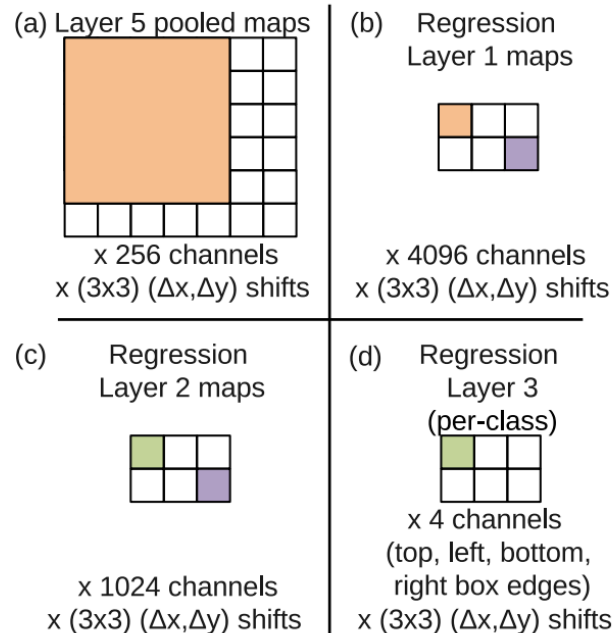 (a) Layer 5 pooled maps
x 256 channels
x (3x3) (Δx,Δy) shifts
(b) Regression
Layer 1 maps
x 4096 channels
x (3x3) (Δx,Δy) shifts
(c) Regression
Layer 2 maps
x 1024 channels
x (3x3) (Δx,Δy) shifts
(d) Regression
Layer 3
(per-class)
x 4 channels
(top, left, bottom,
right box edges)
x (3x3) (Δx,Δy) shifts